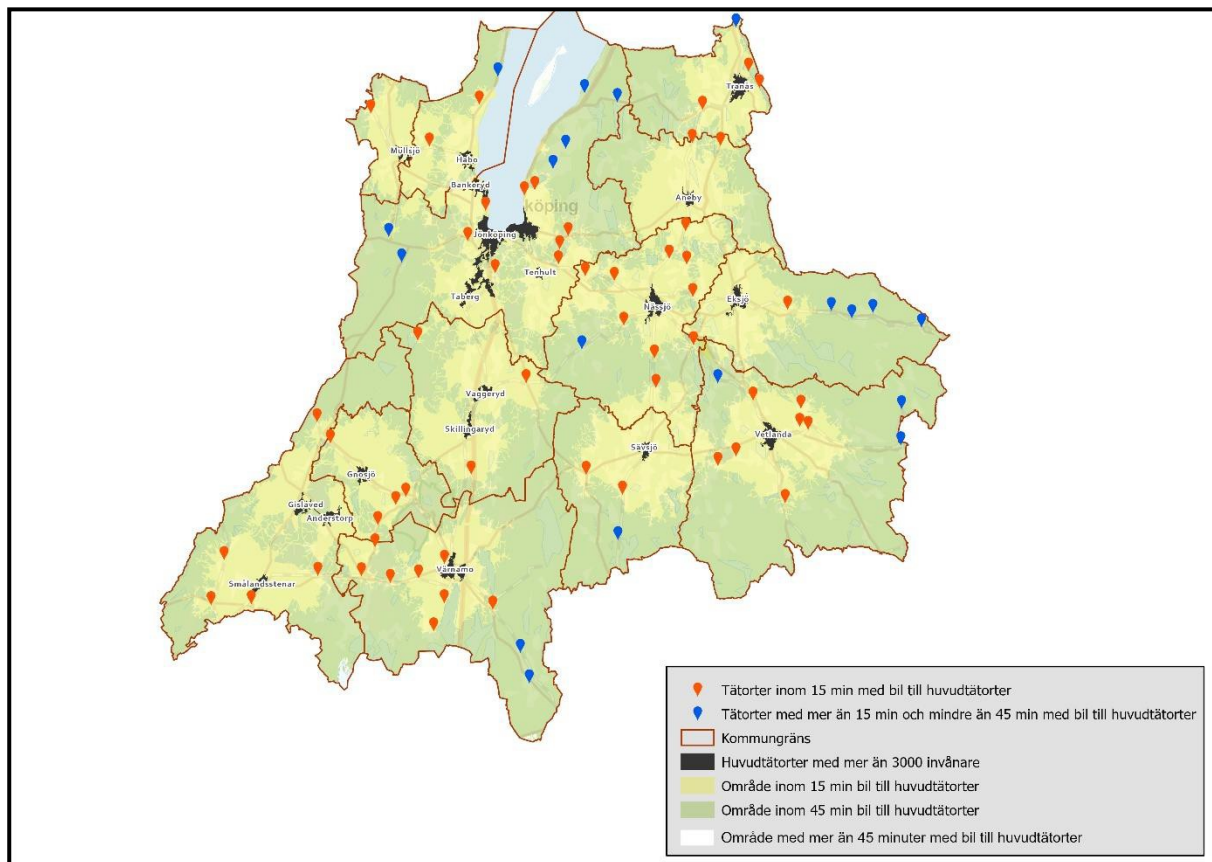 Tranås
Mullsjö
Habo
Bankeryd
Aneby
köping
Jönköping
Tenhult
Taberg
Nässjö
Eksjö
Vaggeryd
Skillingaryd
Sävsjö
Vetlanda
Gnosjö
Gislaved
Anderstorp
Smålandsstenar
Värnamo
Tätorter inom 15 min med bil till huvudtätorter
Tätorter med mer än 15 min och mindre än 45 min med bil till huvudtätorter
Kommungräns
Huvudtätorter med mer än 3000 invånare
Område inom 15 min bil till huvudtätorter
Område inom 45 min bil till huvudtätorter
Område med mer än 45 minuter med bil till huvudtätorter